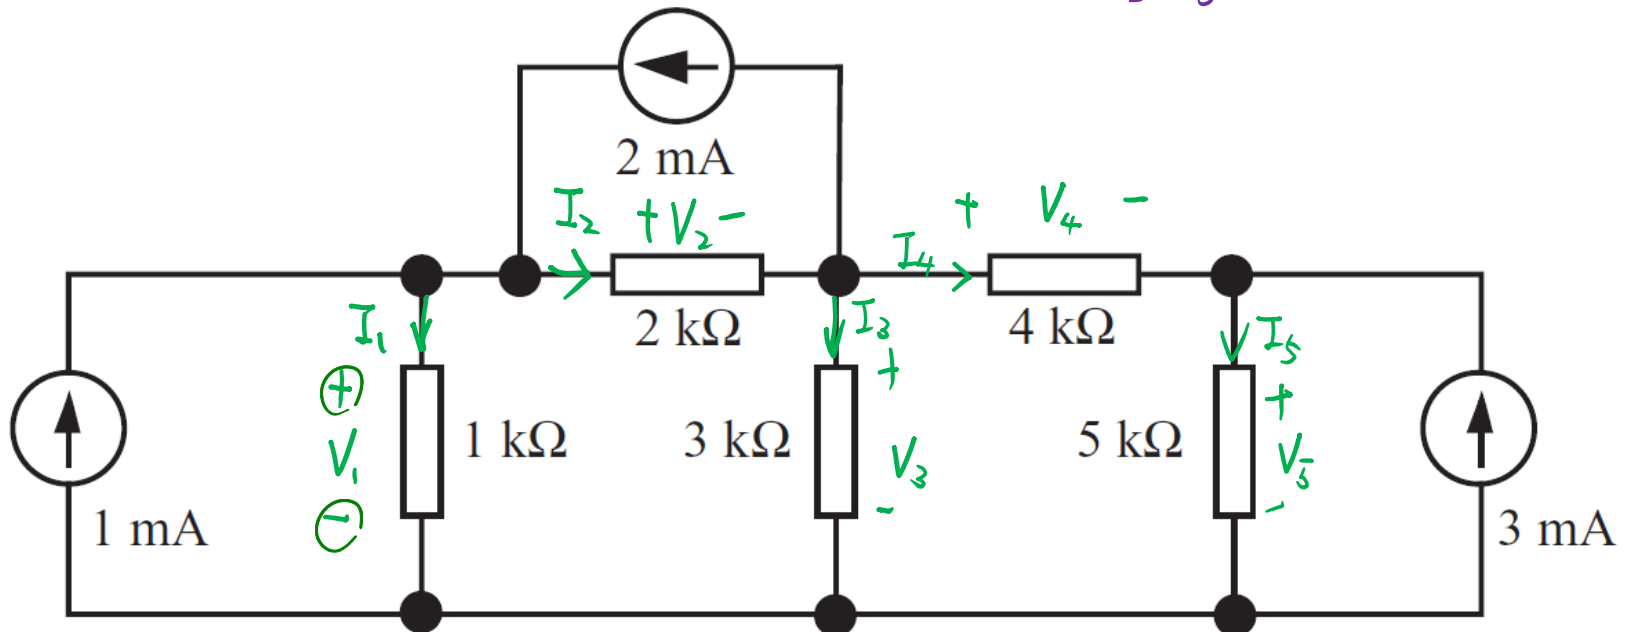 2 mA
I₂
+ V₂ -
+ V₄ -
I₄
I₁
2 kΩ
I₃
4 kΩ
I₅
+
V₁
-
1 kΩ
3 kΩ
+
V₃
-
5 kΩ
+
V₅
-
1 mA
3 mA